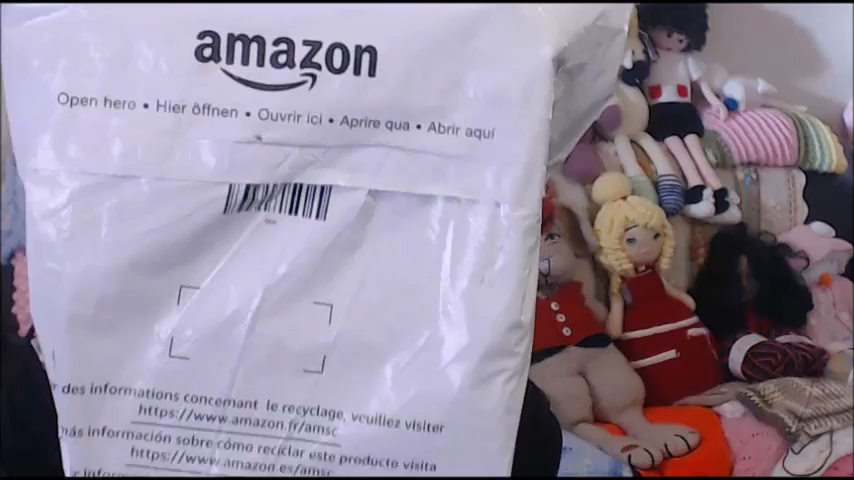 amazon
Open here • Hier öffnen • Ouvrir ici • Aprire qua • Abrir aquí
des informations concernant le recyclage, veuillez visiter
https://www.amazon.fr/amsc
más información sobre cómo reciclar este producto visita
https://www.amazon.es/amsc